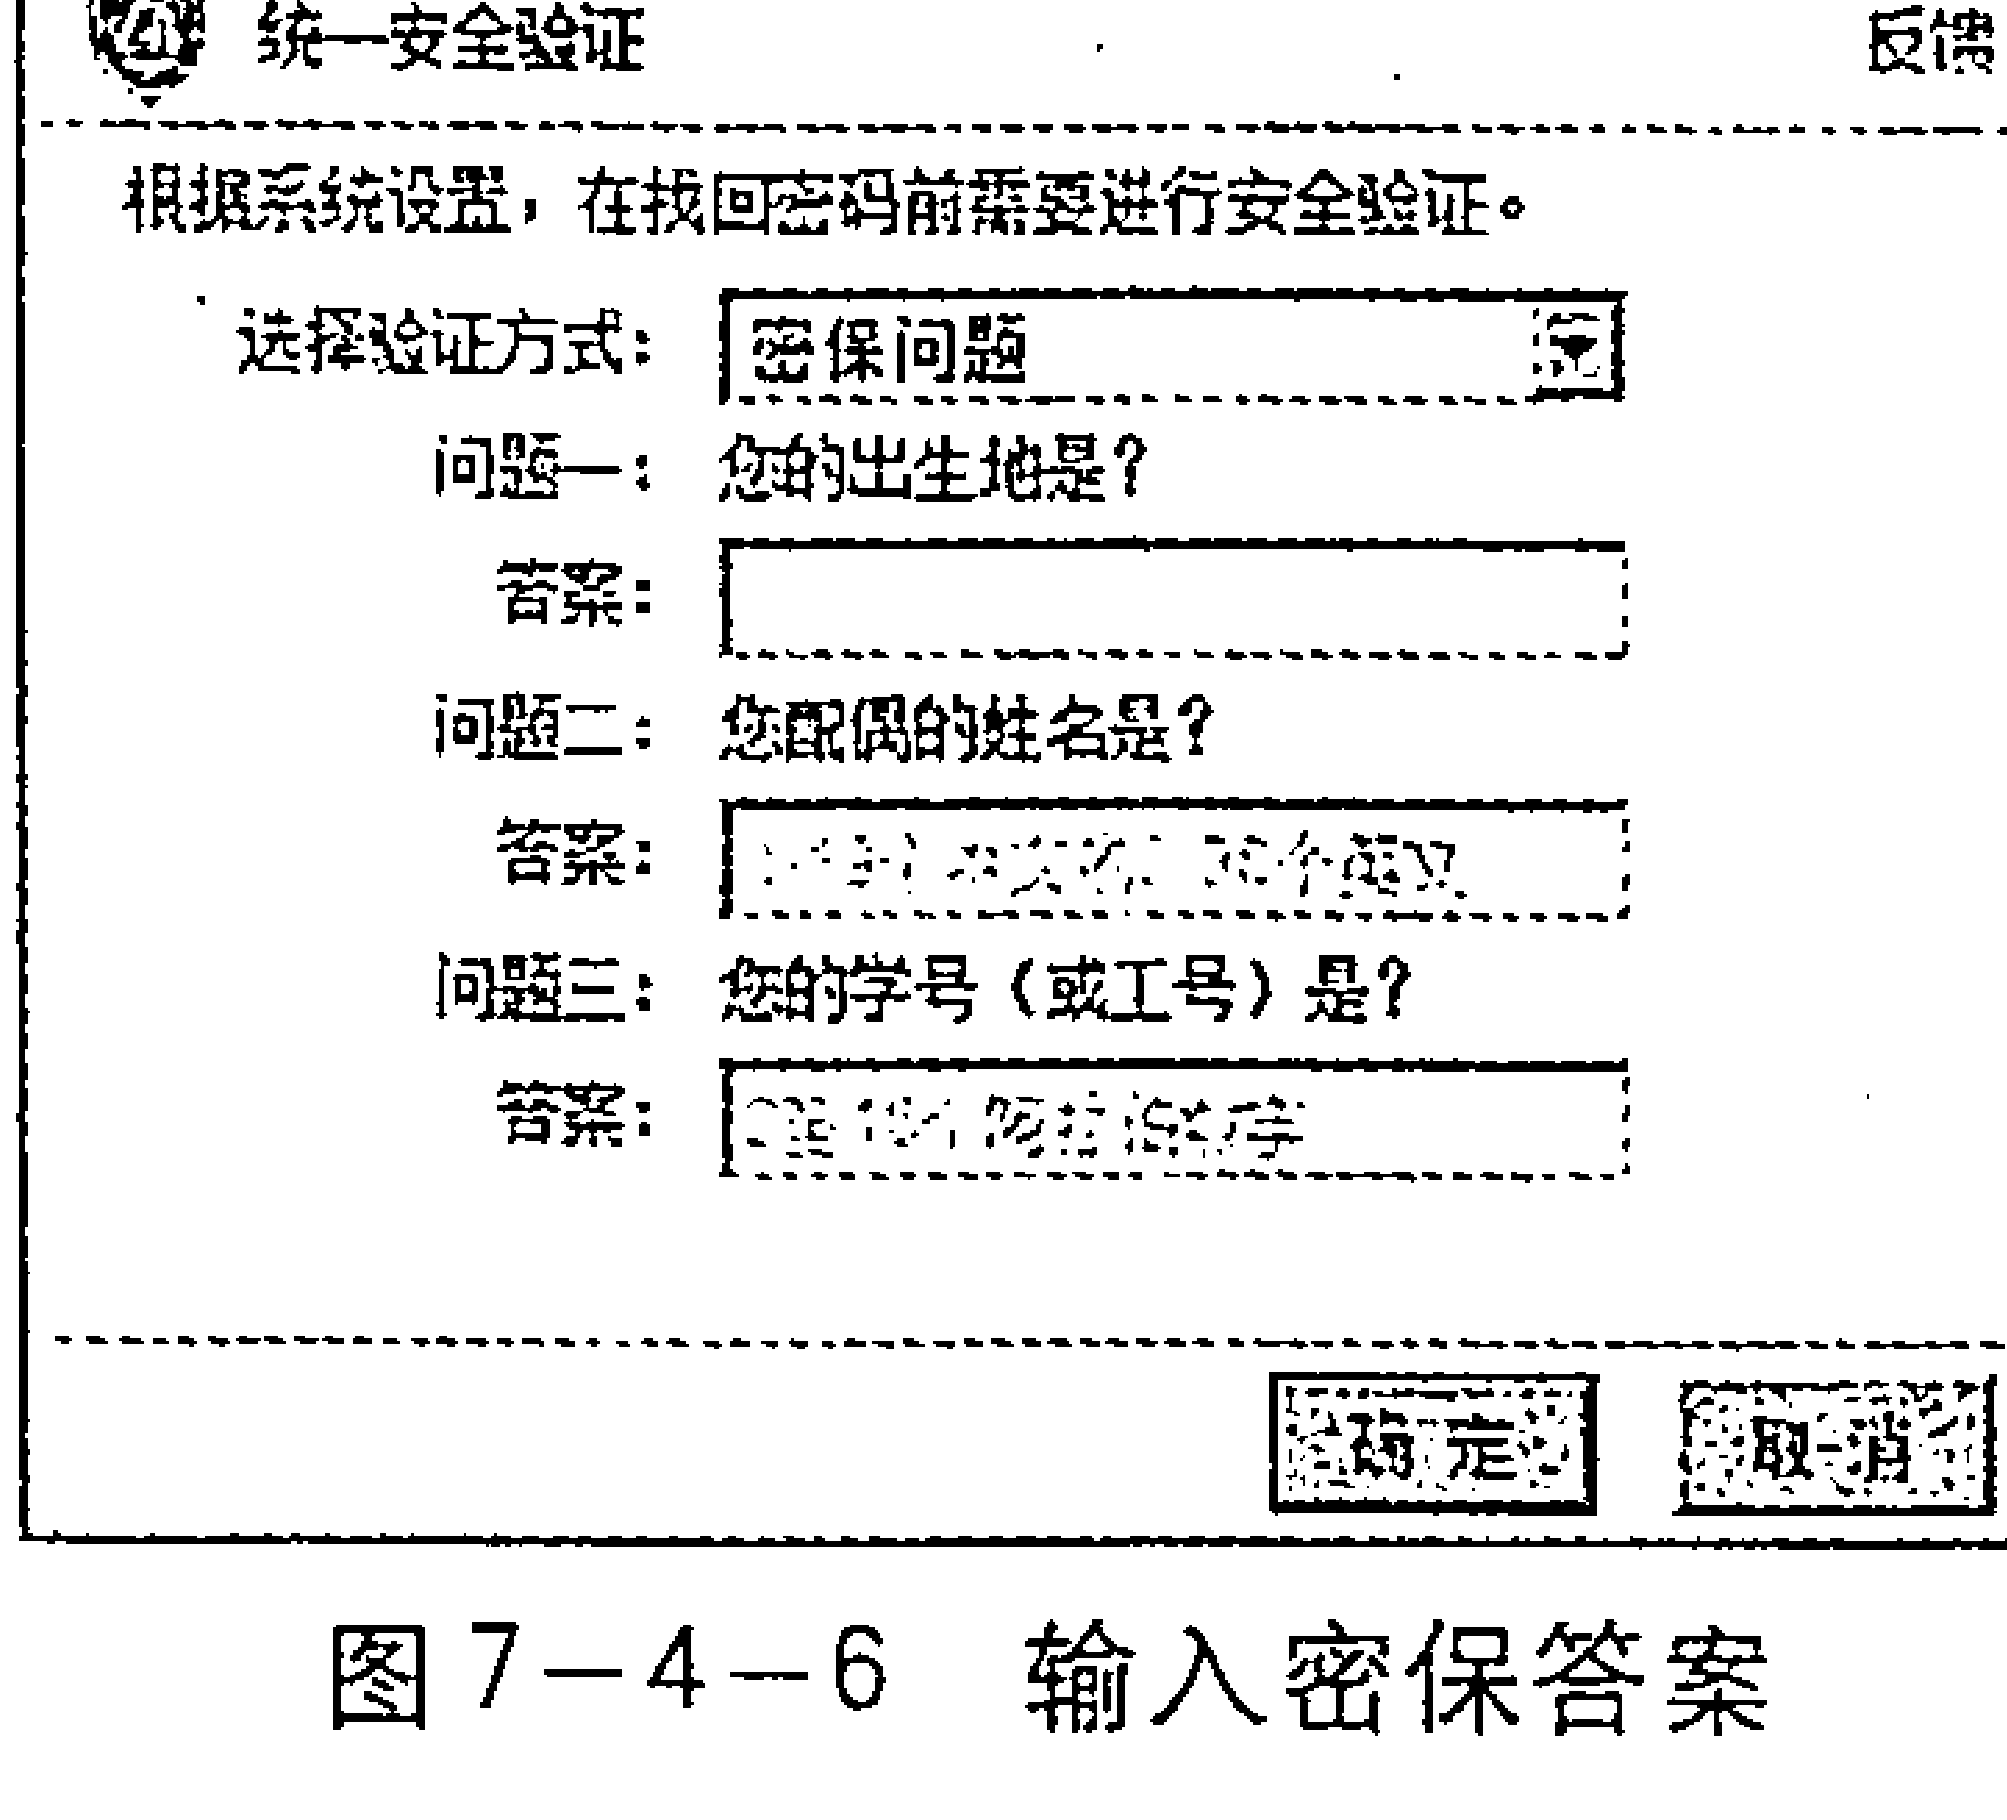 统一安全验证 反馈
根据系统设置，在找回密码前需要进行安全验证。
选择验证方式： 密保问题
问题一： 您的出生地是？
答案：
问题二： 您配偶的姓名是？
答案：
问题三： 您的学号（或工号）是？
答案：
确定 取消
图7－4－6 输入密保答案